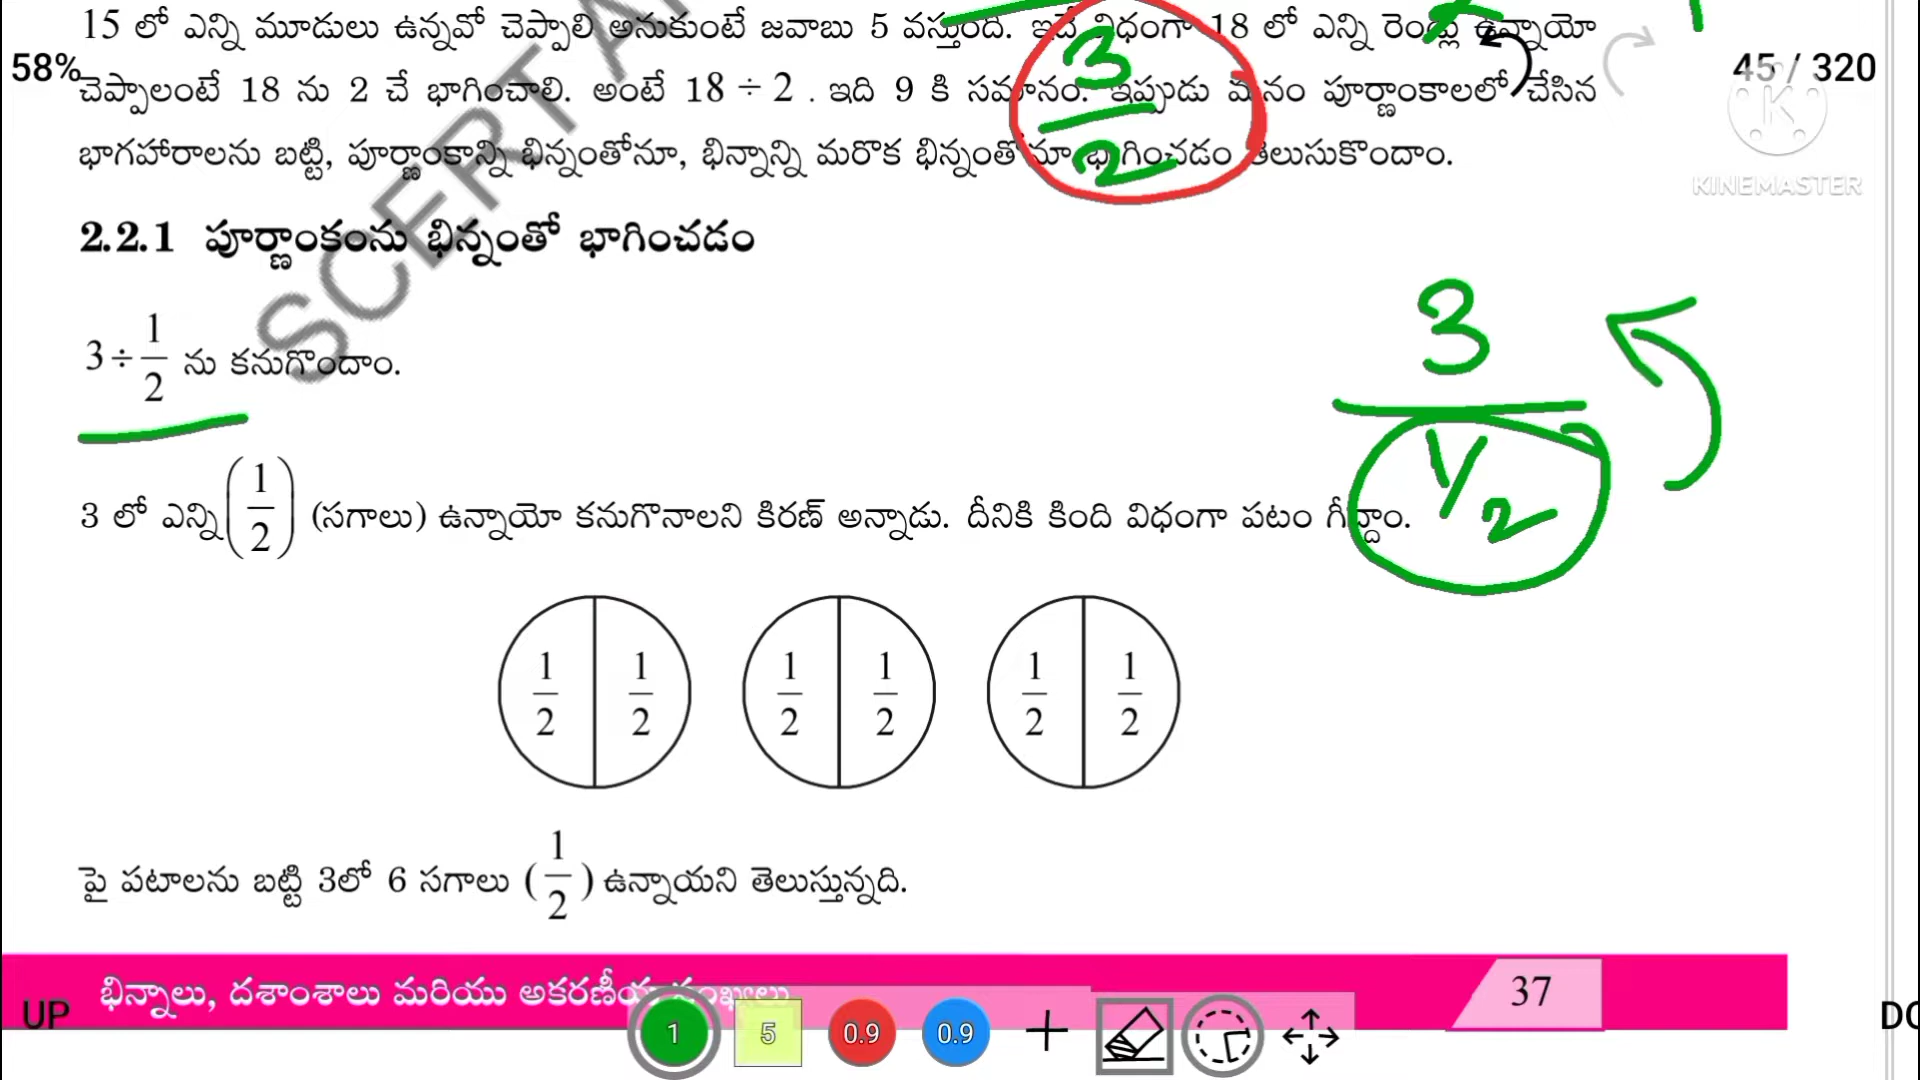 15 లో ఎన్ని మూడులు ఉన్నవో చెప్పాలి అనుకుంటే జవాబు 5 వస్తుంది. ఇదే విధంగా 18 లో ఎన్ని రెండ్లు ఉన్నాయో
58%
చెప్పాలంటే 18 ను 2 చే భాగించాలి. అంటే 18 ÷ 2 . ఇది 9 కి సమానం. ఇప్పుడు మనం పూర్ణాంకాలలో చేసిన
45 / 320
భాగహారాలను బట్టి, పూర్ణాంకాన్ని భిన్నంతోనూ, భిన్నాన్ని మరొక భిన్నంతోనూ భాగించడం తెలుసుకొందాం.
3/2
KINEMASTER
SCERT
2.2.1 పూర్ణాంకంను భిన్నంతో భాగించడం
3 ÷ 1/2 ను కనుగొందాం.
3
1/2
3 లో ఎన్ని (1/2) (సగాలు) ఉన్నాయో కనుగొనాలని కిరణ్ అన్నాడు. దీనికి కింది విధంగా పటం గీద్దాం.
1/2 1/2 1/2 1/2 1/2 1/2
పై పటాలను బట్టి 3లో 6 సగాలు (1/2) ఉన్నాయని తెలుస్తున్నది.
భిన్నాలు, దశాంశాలు మరియు అకరణీయ సంఖ్యలు
37
UP
1 5 0.9 0.9